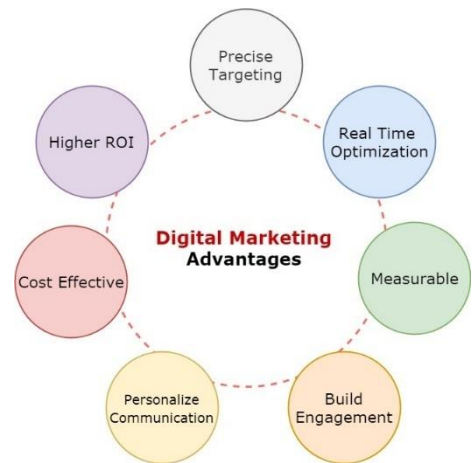 Precise
Targeting
Real Time
Optimization
Higher ROI
Digital Marketing
Advantages
Measurable
Cost Effective
Personalize
Communication
Build
Engagement